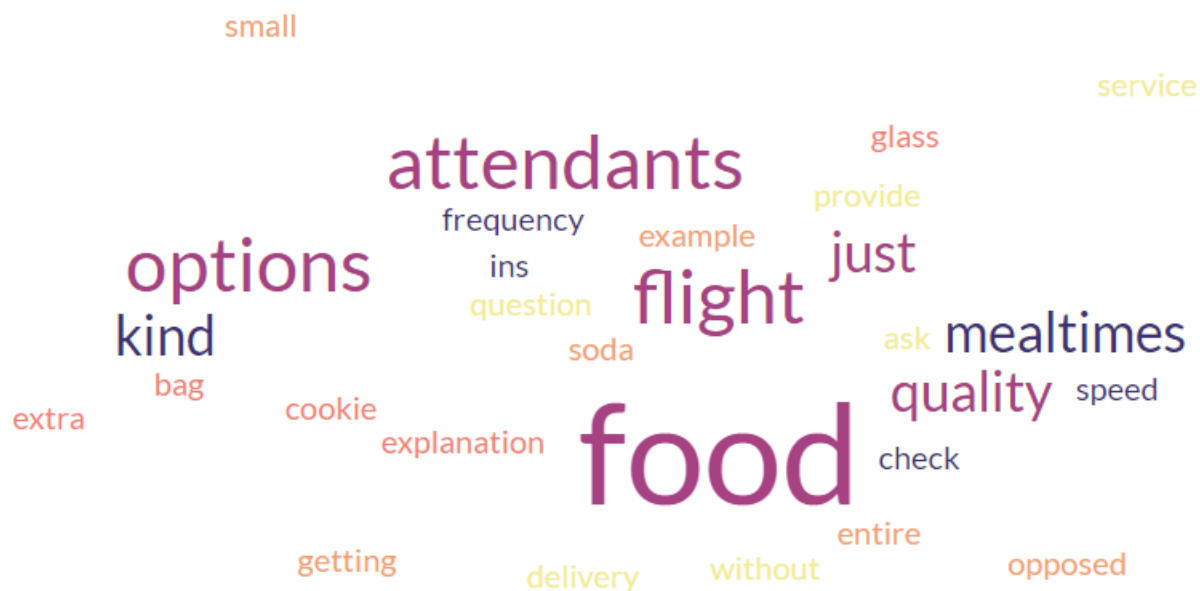 small
service
glass
attendants
provide
frequency
example
just
options
ins
flight
question
kind
mealtimes
ask
soda
bag
quality
speed
extra
cookie
explanation
food
check
entire
getting
delivery
without
opposed